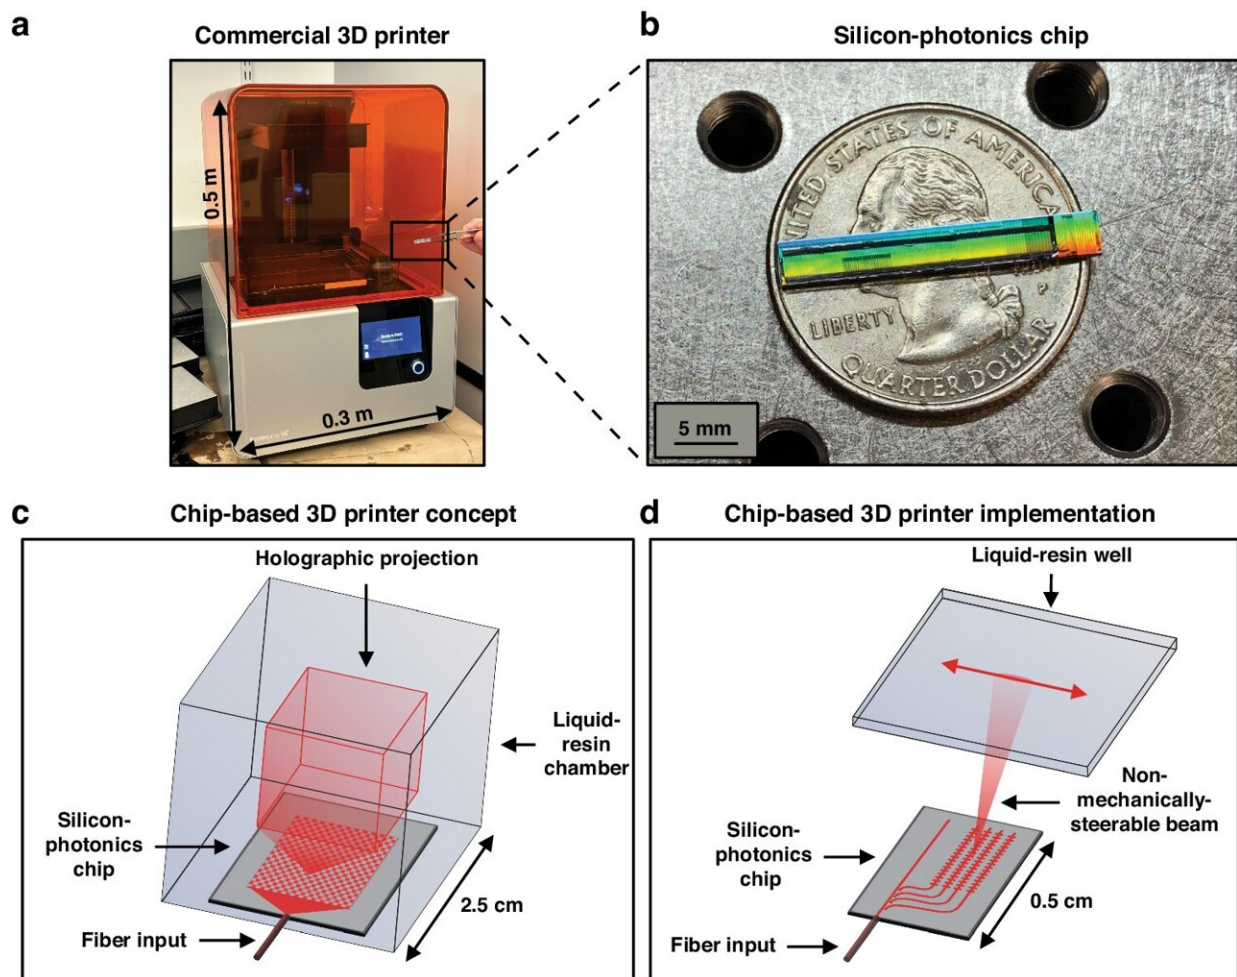 a
Commercial 3D printer
0.5 m
0.3 m
b
Silicon-photonics chip
UNITED STATES OF AMERICA
LIBERTY
P
QUARTER DOLLAR
5 mm
c
Chip-based 3D printer concept
Holographic projection
Liquid-
resin
chamber
Silicon-
photonics
chip
2.5 cm
Fiber input
d
Chip-based 3D printer implementation
Liquid-resin well
Non-
mechanically-
steerable beam
Silicon-
photonics
chip
0.5 cm
Fiber input